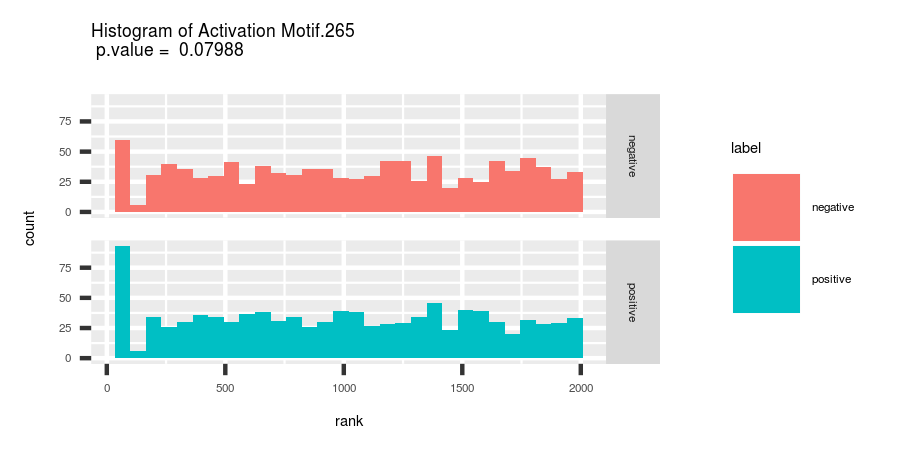 Histogram of Activation Motif.265
p.value = 0.07988
count
75
50
25
0
negative
75
50
25
0
positive
0 500 1000 1500 2000
rank
label
negative
positive